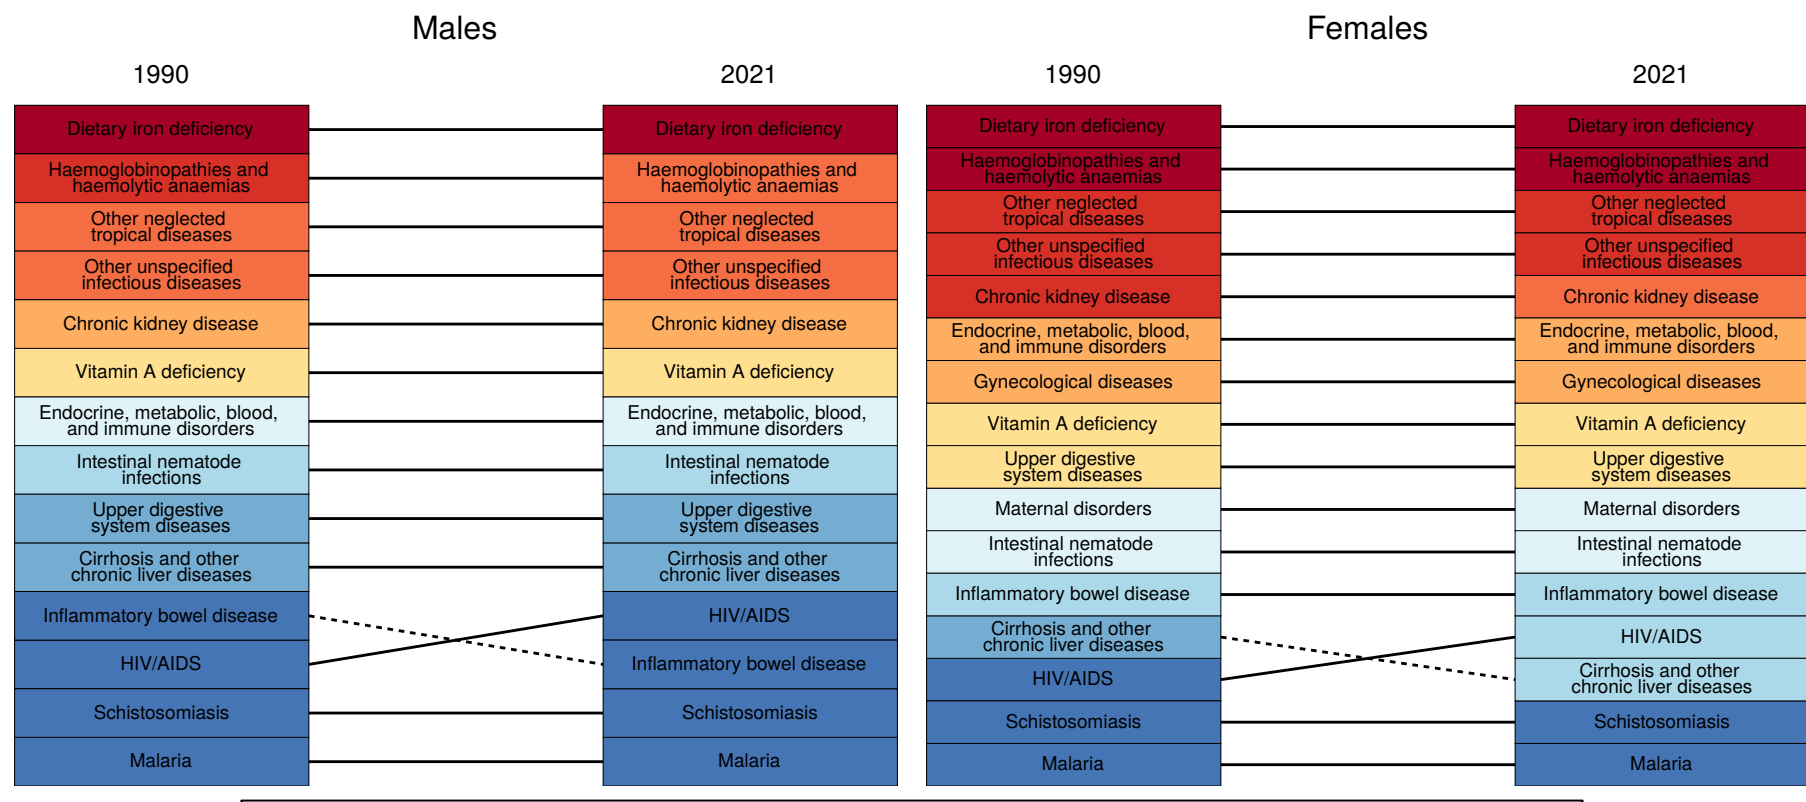 Males
1990
2021
Dietary iron deficiency
Haemoglobinopathies and
haemolytic anaemias
Other neglected
tropical diseases
Other unspecified
infectious diseases
Chronic kidney disease
Vitamin A deficiency
Endocrine, metabolic, blood,
and immune disorders
Intestinal nematode
infections
Upper digestive
system diseases
Cirrhosis and other
chronic liver diseases
Inflammatory bowel disease
HIV/AIDS
Schistosomiasis
Malaria
Dietary iron deficiency
Haemoglobinopathies and
haemolytic anaemias
Other neglected
tropical diseases
Other unspecified
infectious diseases
Chronic kidney disease
Vitamin A deficiency
Endocrine, metabolic, blood,
and immune disorders
Intestinal nematode
infections
Upper digestive
system diseases
Cirrhosis and other
chronic liver diseases
HIV/AIDS
Inflammatory bowel disease
Schistosomiasis
Malaria
Females
1990
2021
Dietary iron deficiency
Haemoglobinopathies and
haemolytic anaemias
Other neglected
tropical diseases
Other unspecified
infectious diseases
Chronic kidney disease
Endocrine, metabolic, blood,
and immune disorders
Gynecological diseases
Vitamin A deficiency
Upper digestive
system diseases
Maternal disorders
Intestinal nematode
infections
Inflammatory bowel disease
Cirrhosis and other
chronic liver diseases
HIV/AIDS
Schistosomiasis
Malaria
Dietary iron deficiency
Haemoglobinopathies and
haemolytic anaemias
Other neglected
tropical diseases
Other unspecified
infectious diseases
Chronic kidney disease
Endocrine, metabolic, blood,
and immune disorders
Gynecological diseases
Vitamin A deficiency
Upper digestive
system diseases
Maternal disorders
Intestinal nematode
infections
Inflammatory bowel disease
HIV/AIDS
Cirrhosis and other
chronic liver diseases
Schistosomiasis
Malaria